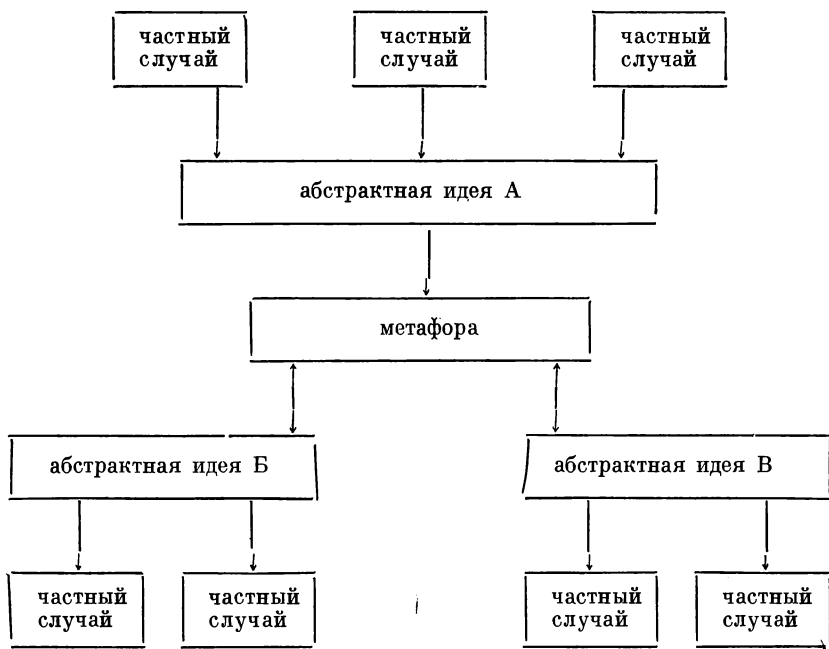 частный
случай
частный
случай
частный
случай
абстрактная идея А
метафора
абстрактная идея Б
абстрактная идея В
частный
случай
частный
случай
частный
случай
частный
случай